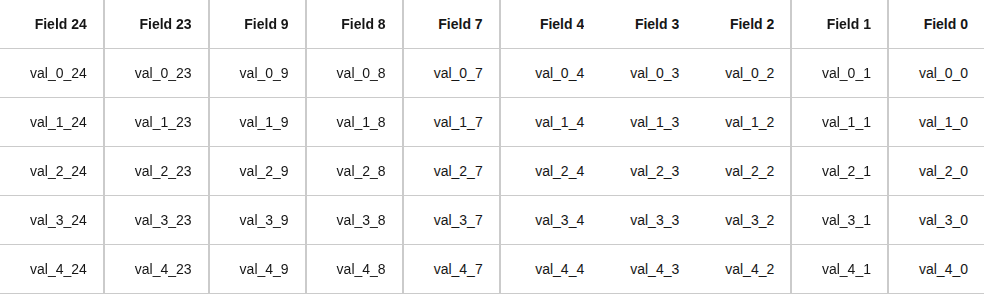 Field 24 Field 23 Field 9 Field 8 Field 7 Field 4 Field 3 Field 2 Field 1 Field 0
val_0_24 val_0_23 val_0_9 val_0_8 val_0_7 val_0_4 val_0_3 val_0_2 val_0_1 val_0_0
val_1_24 val_1_23 val_1_9 val_1_8 val_1_7 val_1_4 val_1_3 val_1_2 val_1_1 val_1_0
val_2_24 val_2_23 val_2_9 val_2_8 val_2_7 val_2_4 val_2_3 val_2_2 val_2_1 val_2_0
val_3_24 val_3_23 val_3_9 val_3_8 val_3_7 val_3_4 val_3_3 val_3_2 val_3_1 val_3_0
val_4_24 val_4_23 val_4_9 val_4_8 val_4_7 val_4_4 val_4_3 val_4_2 val_4_1 val_4_0